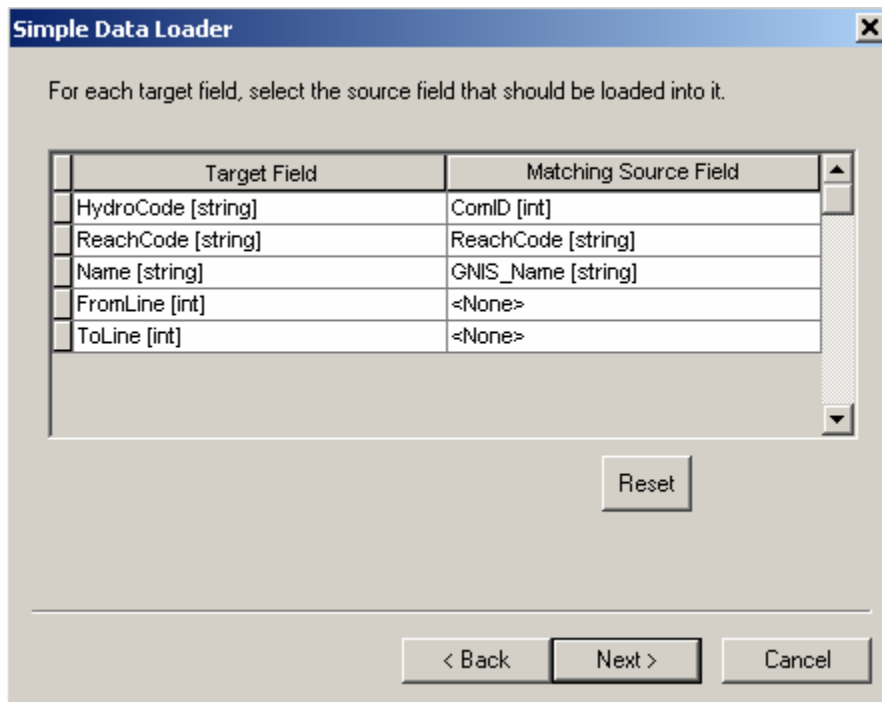 Simple Data Loader
For each target field, select the source field that should be loaded into it.
Target Field Matching Source Field
HydroCode [string] ComID [int]
ReachCode [string] ReachCode [string]
Name [string] GNIS_Name [string]
FromLine [int] <None>
ToLine [int] <None>
Reset
< Back Next > Cancel